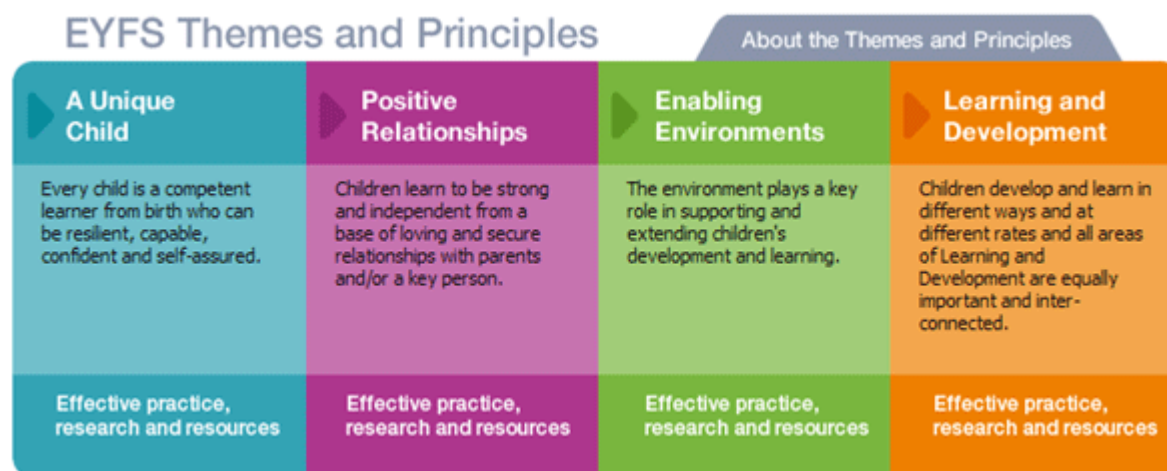 EYFS Themes and Principles
About the Themes and Principles
A Unique
Child
Every child is a competent
learner from birth who can
be resilient, capable,
confident and self-assured.
Effective practice,
research and resources
Positive
Relationships
Children learn to be strong
and independent from a
base of loving and secure
relationships with parents
and/or a key person.
Effective practice,
research and resources
Enabling
Environments
The environment plays a key
role in supporting and
extending children's
development and learning.
Effective practice,
research and resources
Learning and
Development
Children develop and learn in
different ways and at
different rates and all areas
of Learning and
Development are equally
important and inter-
connected.
Effective practice,
research and resources